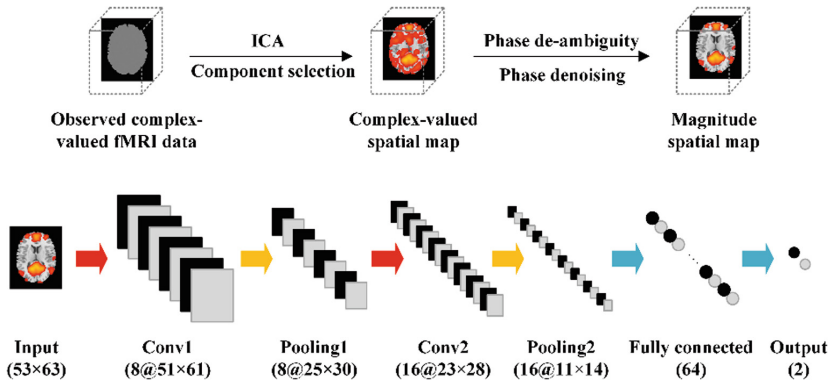 ICA
Component selection
Phase de-ambiguity
Phase denoising
Observed complex-
valued fMRI data
Complex-valued
spatial map
Magnitude
spatial map
Input
(53×63)
Conv1
(8@51×61)
Pooling1
(8@25×30)
Conv2
(16@23×28)
Pooling2
(16@11×14)
Fully connected
(64)
Output
(2)